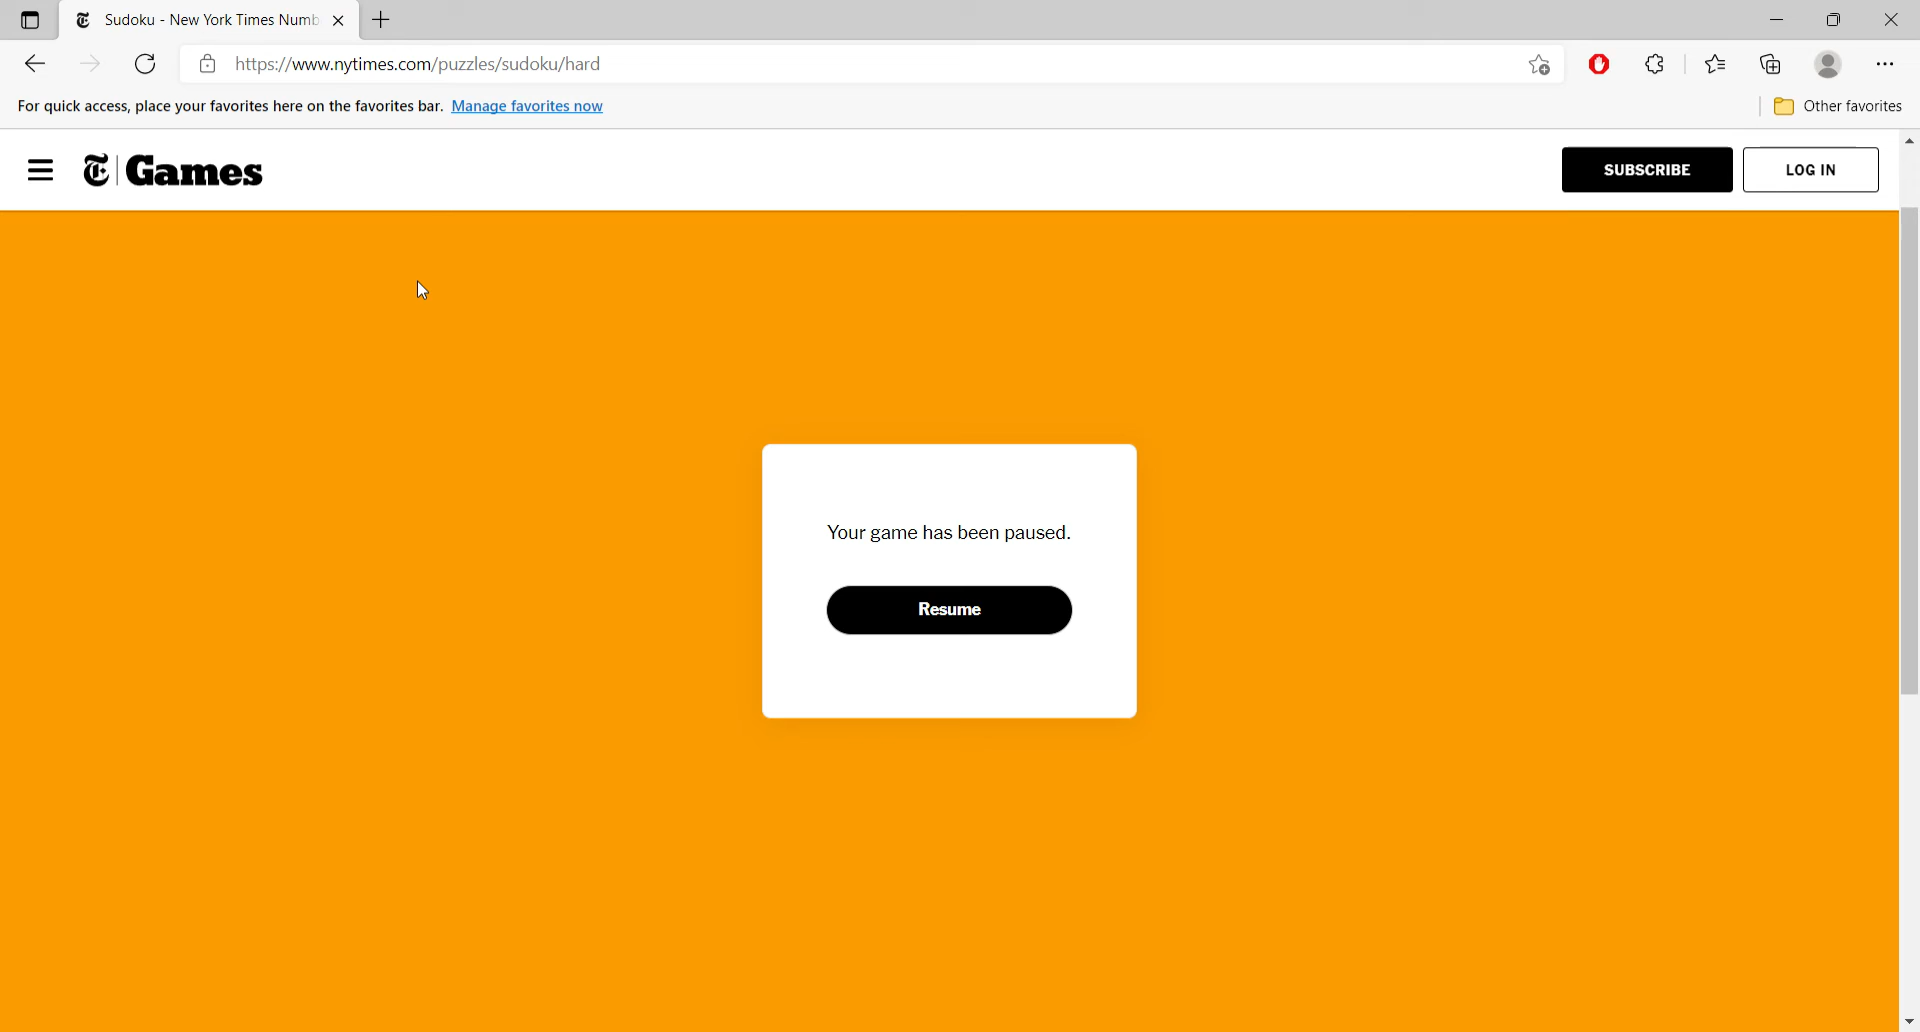 Sudoku - New York Times Numb
https://www.nytimes.com/puzzles/sudoku/hard
For quick access, place your favorites here on the favorites bar. Manage favorites now
Other favorites
T Games
SUBSCRIBE
LOG IN
Your game has been paused.
Resume